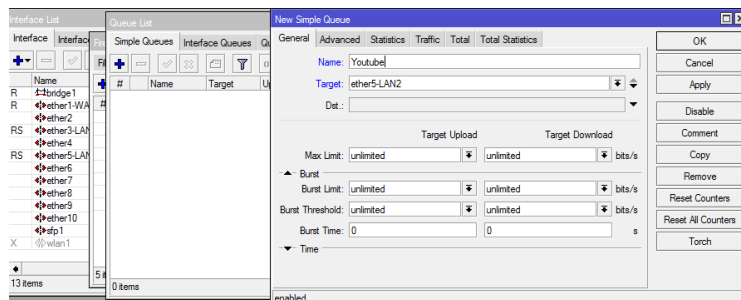 Interface List
Interface Interfac
Name
R bridge1
R ether1-WA
ether2
RS ether3-LAN
ether4
RS ether5-LAN
ether6
ether7
ether8
ether9
ether10
sfp1
X wlan1
13 items
Queue List
Simple Queues Interface Queues
# Name Target
0 items
New Simple Queue
General Advanced Statistics Traffic Total Total Statistics
Name: Youtube
Target: ether5-LAN2
Dst.:
Target Upload Target Download
Max Limit: unlimited unlimited bits/s
Burst
Burst Limit: unlimited unlimited bits/s
Burst Threshold: unlimited unlimited bits/s
Burst Time: 0 0 s
Time
enabled
OK
Cancel
Apply
Disable
Comment
Copy
Remove
Reset Counters
Reset All Counters
Torch